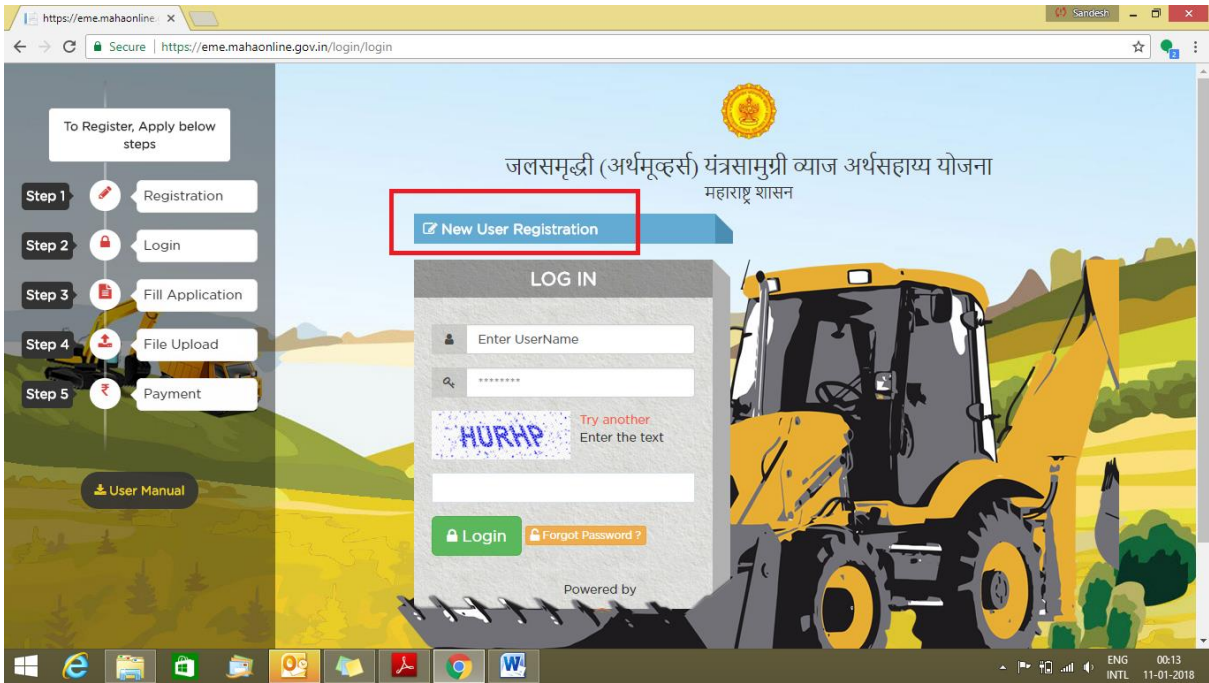 https://eme.mahaonline.
Sandesh
Secure | https://eme.mahaonline.gov.in/login/login
2
To Register, Apply below
steps
Step 1 Registration
Step 2 Login
Step 3 Fill Application
Step 4 File Upload
Step 5 ₹ Payment
User Manual
जलसमृद्धी (अर्थमूव्हर्स) यंत्रसामुग्री व्याज अर्थसहाय्य योजना
महाराष्ट्र शासन
New User Registration
LOG IN
Enter UserName
********
HURHP
Try another
Enter the text
Login
Forgot Password ?
Powered by
ENG 00:13
INTL 11-01-2018